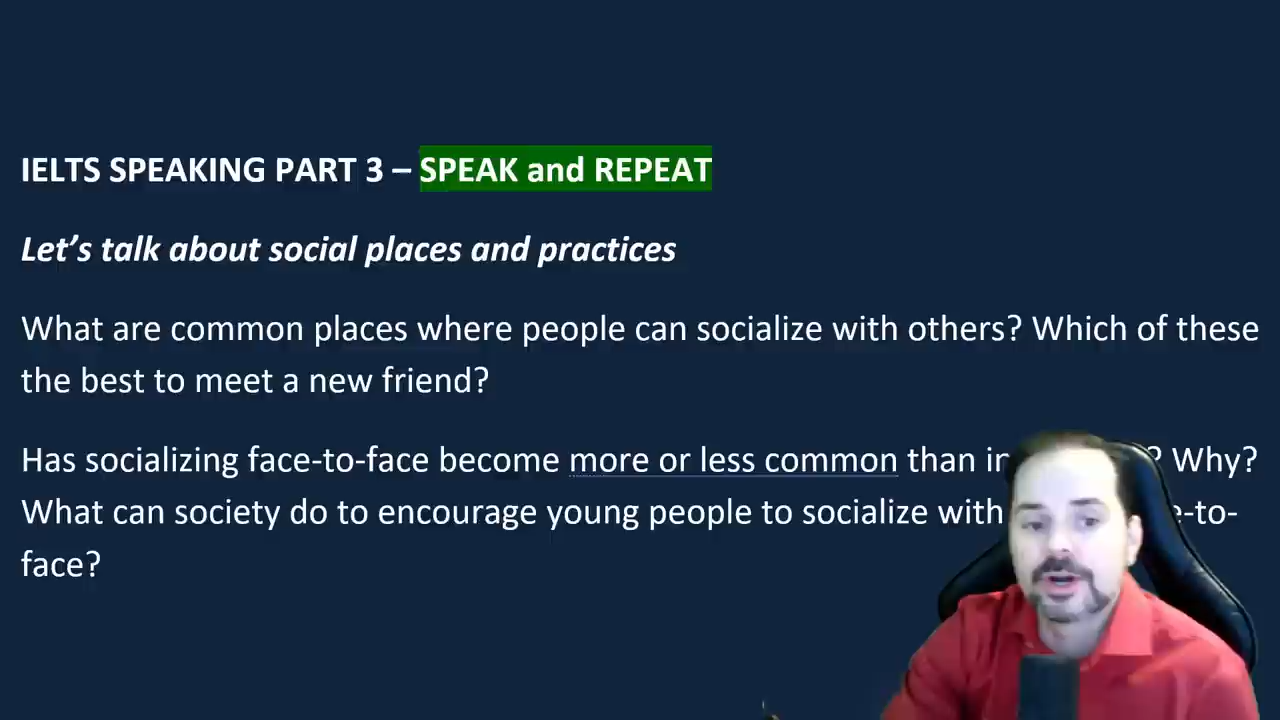 IELTS SPEAKING PART 3 – SPEAK and REPEAT
Let's talk about social places and practices
What are common places where people can socialize with others? Which of these
the best to meet a new friend?
Has socializing face-to-face become more or less common than in ? Why?
What can society do to encourage young people to socialize with -to-
face?